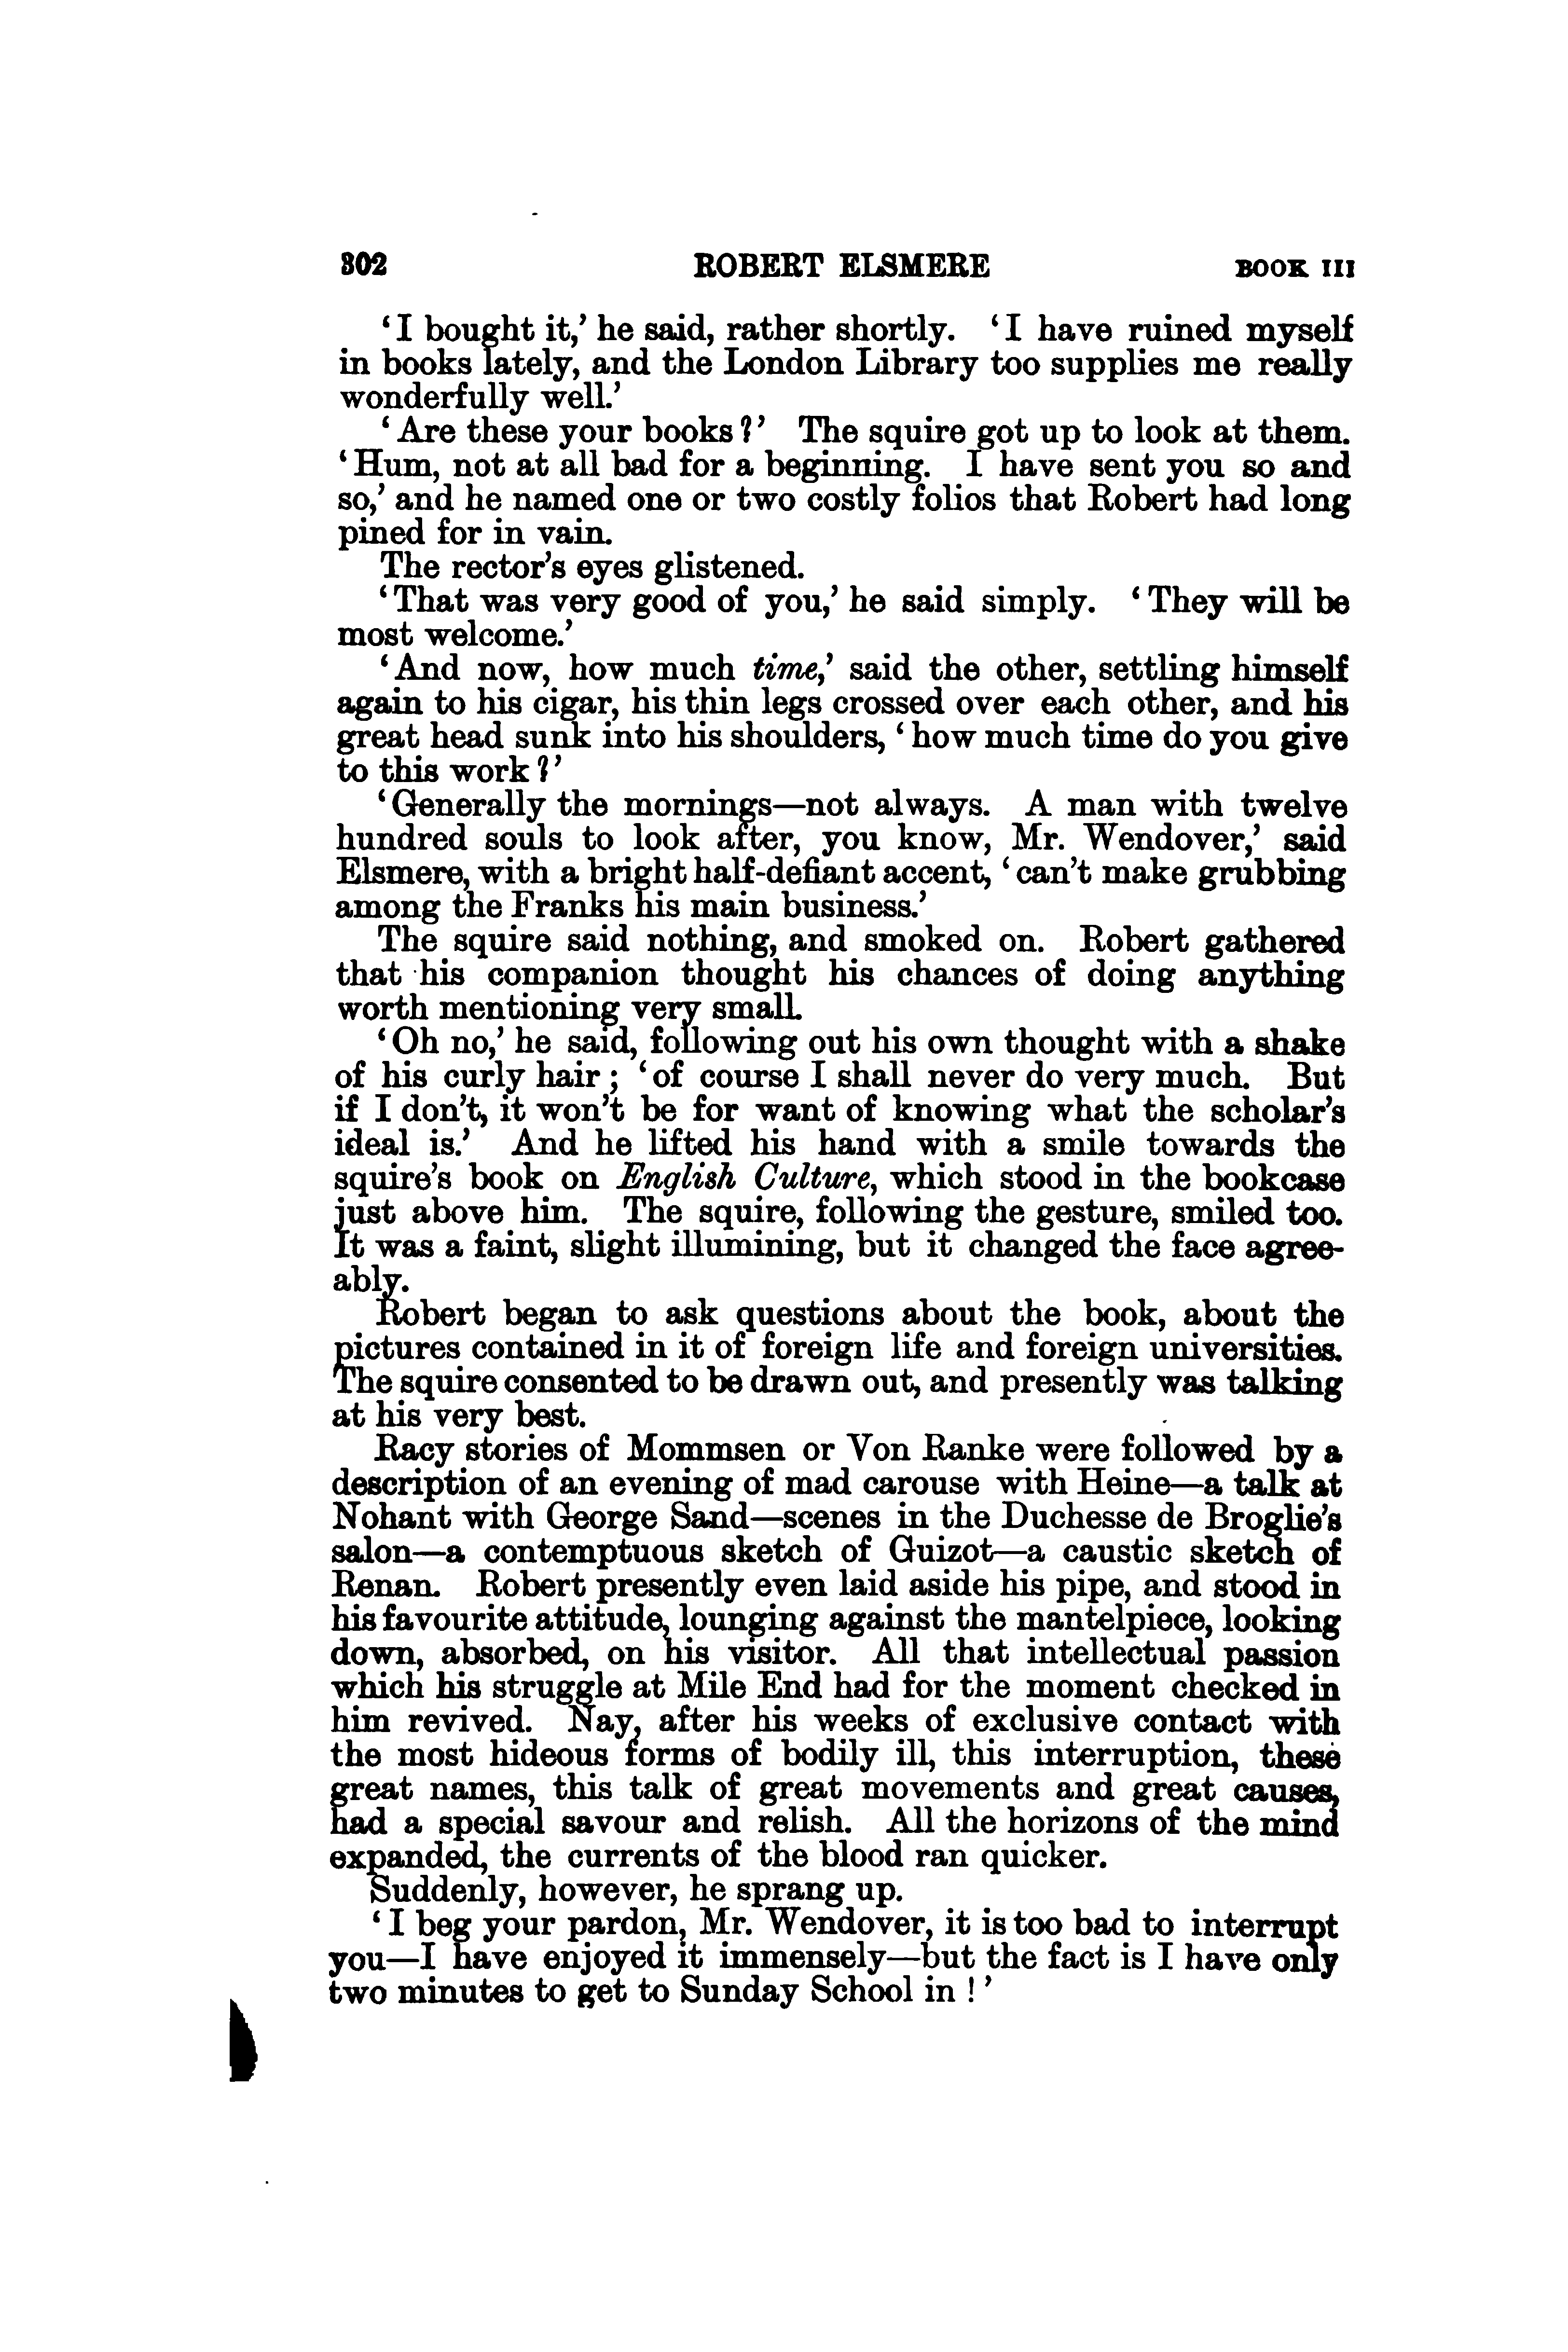 302 ROBERT ELSMERE BOOK III
‘I bought it,’ he said, rather shortly. ‘I have ruined myself
in books lately, and the London Library too supplies me really
wonderfully well.’
‘Are these your books?’ The squire got up to look at them.
‘Hum, not at all bad for a beginning. I have sent you so and
so,’ and he named one or two costly folios that Robert had long
pined for in vain.
The rector’s eyes glistened.
‘That was very good of you,’ he said simply. ‘They will be
most welcome.’
‘And now, how much time,’ said the other, settling himself
again to his cigar, his thin legs crossed over each other, and his
great head sunk into his shoulders, ‘how much time do you give
to this work?’
‘Generally the mornings—not always. A man with twelve
hundred souls to look after, you know, Mr. Wendover,’ said
Elsmere, with a bright half-defiant accent, ‘can’t make grubbing
among the Franks his main business.’
The squire said nothing, and smoked on. Robert gathered
that his companion thought his chances of doing anything
worth mentioning very small.
‘Oh no,’ he said, following out his own thought with a shake
of his curly hair; ‘of course I shall never do very much. But
if I don’t, it won’t be for want of knowing what the scholar’s
ideal is.’ And he lifted his hand with a smile towards the
squire’s book on English Culture, which stood in the bookcase
just above him. The squire, following the gesture, smiled too.
It was a faint, slight illumining, but it changed the face agree-
ably.
Robert began to ask questions about the book, about the
pictures contained in it of foreign life and foreign universities.
The squire consented to be drawn out, and presently was talking
at his very best.
Racy stories of Mommsen or Von Ranke were followed by a
description of an evening of mad carouse with Heine—a talk at
Nohant with George Sand—scenes in the Duchesse de Broglie’s
salon—a contemptuous sketch of Guizot—a caustic sketch of
Renan. Robert presently even laid aside his pipe, and stood in
his favourite attitude, lounging against the mantelpiece, looking
down, absorbed, on his visitor. All that intellectual passion
which his struggle at Mile End had for the moment checked in
him revived. Nay, after his weeks of exclusive contact with
the most hideous forms of bodily ill, this interruption, these
great names, this talk of great movements and great causes,
had a special savour and relish. All the horizons of the mind
expanded, the currents of the blood ran quicker.
Suddenly, however, he sprang up.
‘I beg your pardon, Mr. Wendover, it is too bad to interrupt
you—I have enjoyed it immensely—but the fact is I have only
two minutes to get to Sunday School in!’